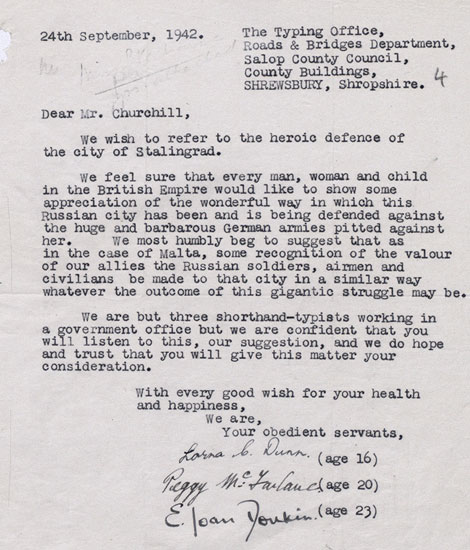 24th September, 1942.
The Typing Office,
Roads & Bridges Department,
Salop County Council,
County Buildings,
SHREWSBURY, Shropshire. 4
Dear Mr. Churchill,
We wish to refer to the heroic defence of
the city of Stalingrad.
We feel sure that every man, woman and child
in the British Empire would like to show some
appreciation of the wonderful way in which this
Russian city has been and is being defended against
the huge and barbarous German armies pitted against
her. We most humbly beg to suggest that as
in the case of Malta, some recognition of the valour
of our allies the Russian soldiers, airmen and
civilians be made to that city in a similar way
whatever the outcome of this gigantic struggle may be.
We are but three shorthand-typists working in
a government office but we are confident that you
will listen to this, our suggestion, and we do hope
and trust that you will give this matter your
consideration.
With every good wish for your health
and happiness,
We are,
Your obedient servants,
Lorna C. Dunn. (age 16)
Peggy McFarlane (age 20)
E. Joan Donkin. (age 23)